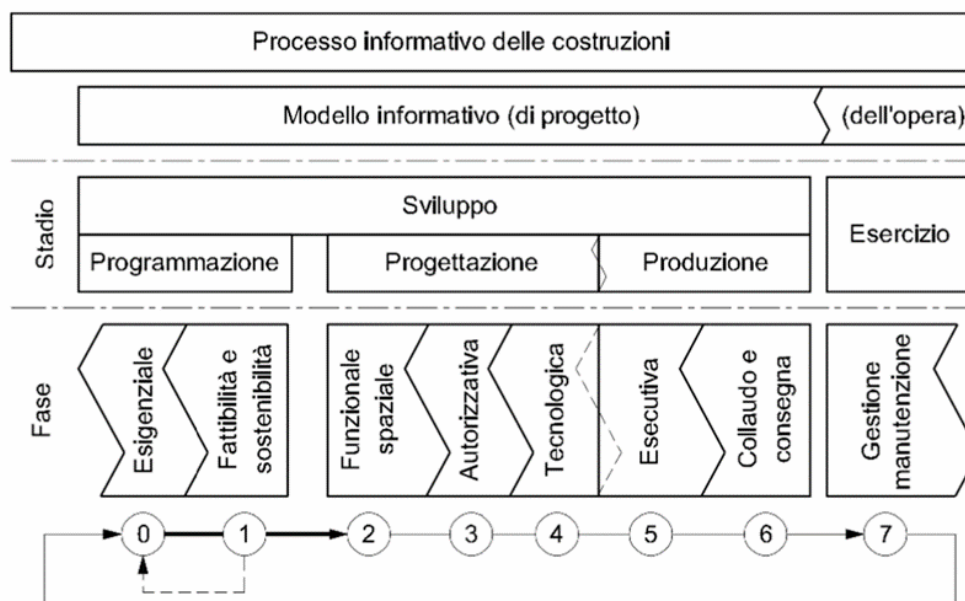 Processo informativo delle costruzioni
Modello informativo (di progetto)
(dell'opera)
Stadio
Sviluppo
Esercizio
Programmazione
Progettazione
Produzione
Fase
Esigenziale
Fattibilità e
sostenibilità
Funzionale
spaziale
Autorizzativa
Tecnologica
Esecutiva
Collaudo e
consegna
Gestione
manutenzione
0
1
2
3
4
5
6
7